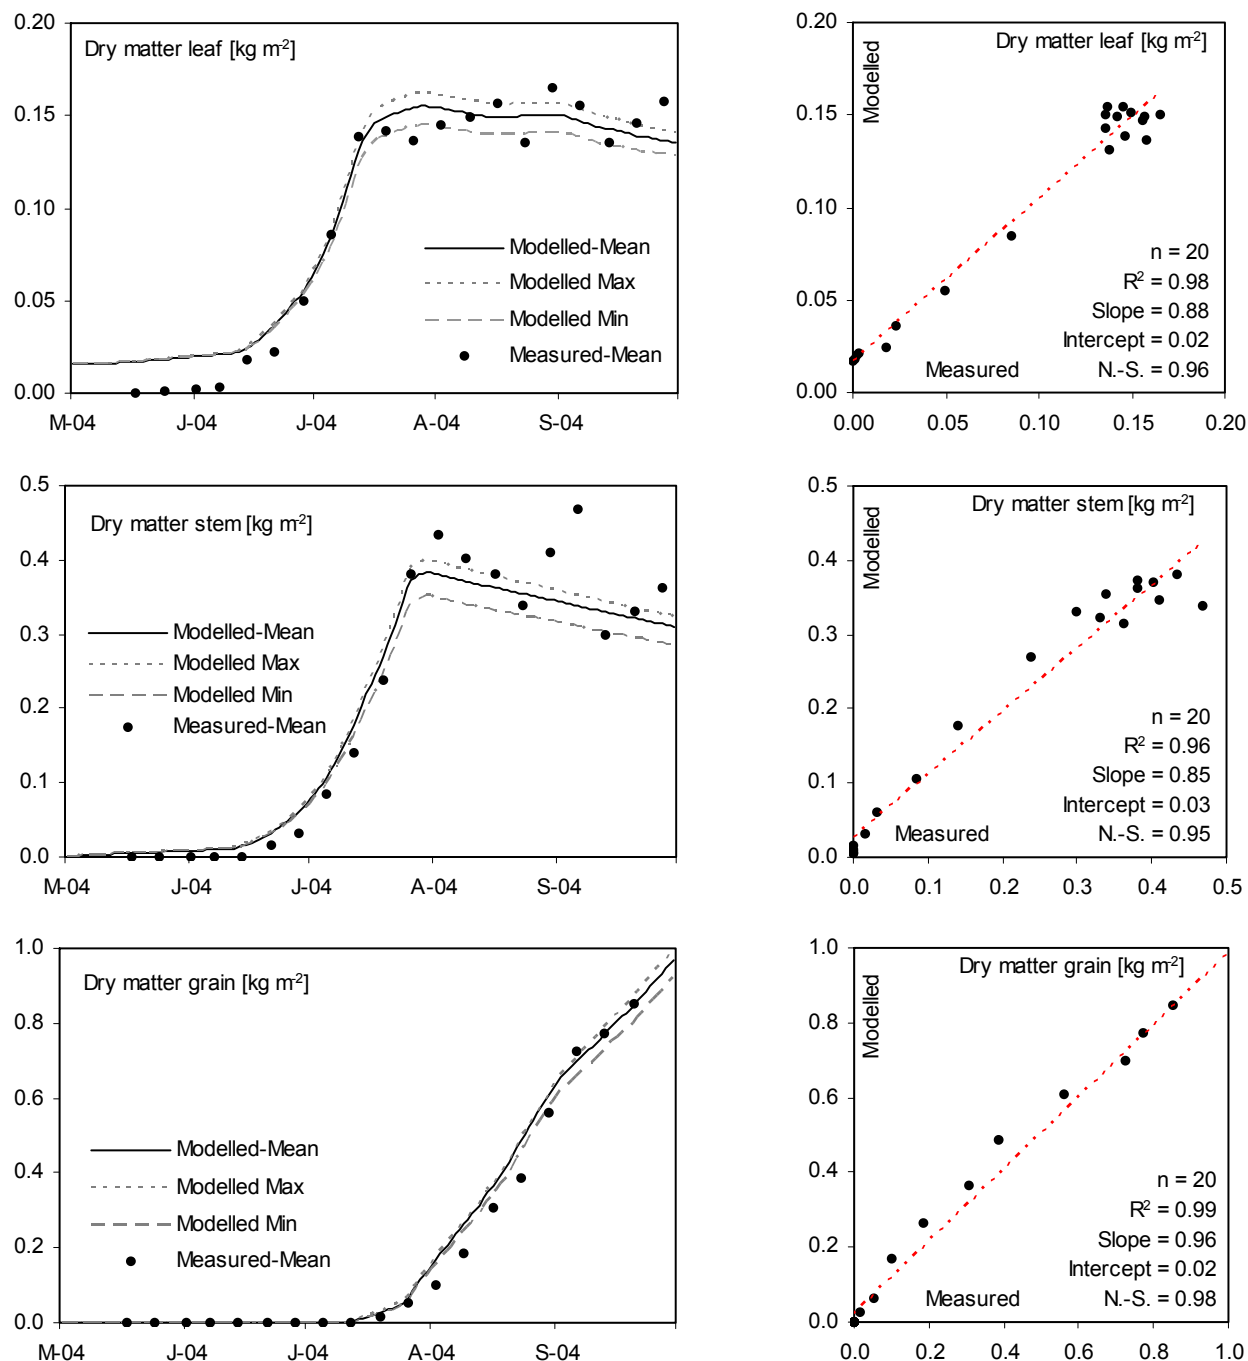 Dry matter leaf [kg m-2]
0.20
0.15
0.10
0.05
0.00
Modelled-Mean
Modelled Max
Modelled Min
Measured-Mean
M-04 J-04 J-04 A-04 S-04
Dry matter leaf [kg m-2]
Modelled
0.20
0.15
0.10
0.05
0.00
n = 20
R2 = 0.98
Slope = 0.88
Intercept = 0.02
N.-S. = 0.96
Measured
0.00 0.05 0.10 0.15 0.20
Dry matter stem [kg m-2]
0.5
0.4
0.3
0.2
0.1
0.0
Modelled-Mean
Modelled Max
Modelled Min
Measured-Mean
M-04 J-04 J-04 A-04 S-04
Dry matter stem [kg m-2]
Modelled
0.5
0.4
0.3
0.2
0.1
0.0
n = 20
R2 = 0.96
Slope = 0.85
Intercept = 0.03
N.-S. = 0.95
Measured
0.0 0.1 0.2 0.3 0.4 0.5
Dry matter grain [kg m-2]
1.0
0.8
0.6
0.4
0.2
0.0
Modelled-Mean
Modelled Max
Modelled Min
Measured-Mean
M-04 J-04 J-04 A-04 S-04
Dry matter grain [kg m-2]
Modelled
1.0
0.8
0.6
0.4
0.2
0.0
n = 20
R2 = 0.99
Slope = 0.96
Intercept = 0.02
N.-S. = 0.98
Measured
0.0 0.2 0.4 0.6 0.8 1.0